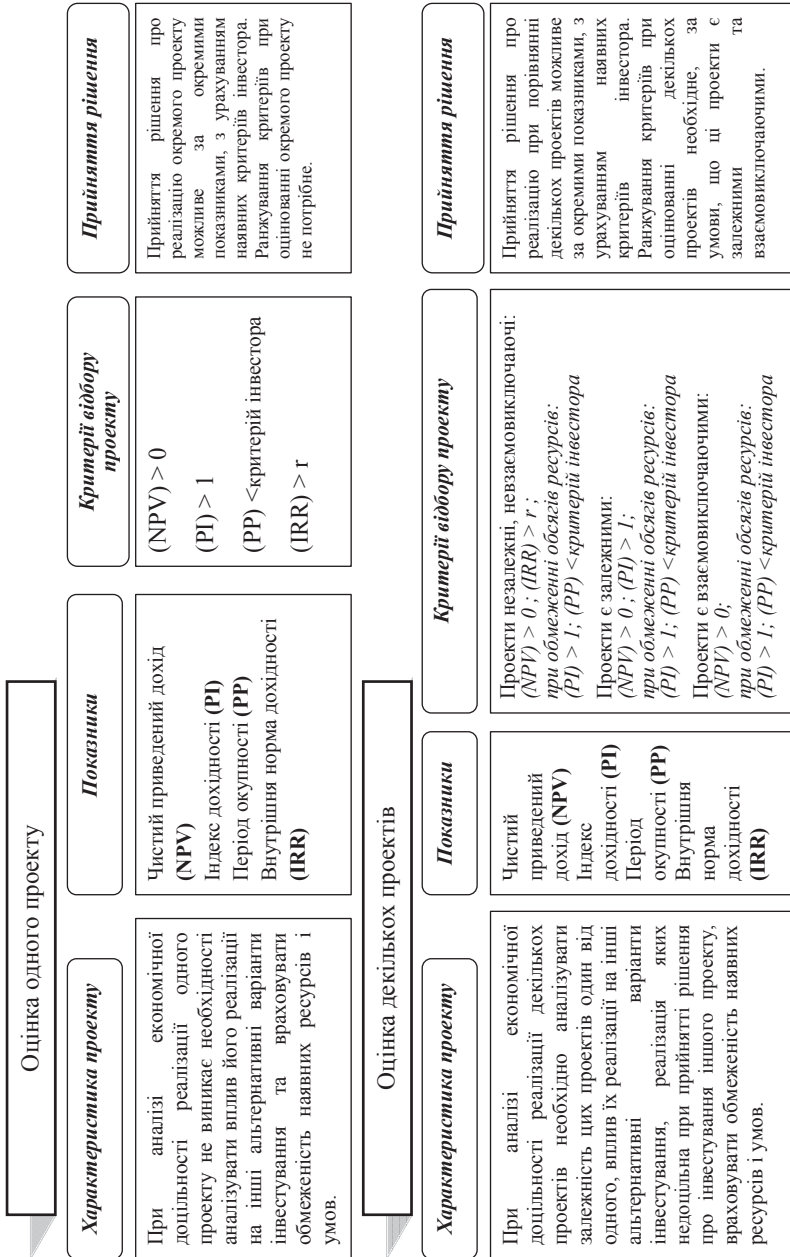 Оцінка одного проекту
Характеристика проекту
При аналізі економічної
доцільності реалізації одного
проекту не виникає необхідності
аналізувати вплив його реалізації
на інші альтернативні варіанти
інвестування та враховувати
обмеженість наявних ресурсів і
умов.
Показники
Чистий приведений дохід
(NPV)
Індекс дохідності (PI)
Період окупності (PP)
Внутрішня норма дохідності
(IRR)
Критерії відбору
проекту
(NPV) > 0
(PI) > 1
(PP) <критерій інвестора
(IRR) > r
Прийняття рішення
Прийняття рішення про
реалізацію окремого проекту
можливе за окремими
показниками, з урахуванням
наявних критеріїв інвестора.
Ранжування критеріїв при
оцінюванні окремого проекту
не потрібне.
Оцінка декількох проектів
Характеристика проекту
При аналізі економічної
доцільності реалізації декількох
проектів необхідно аналізувати
залежність цих проектів один від
одного, вплив їх реалізації на інші
альтернативні варіанти
інвестування, реалізація яких
недоцільна при прийнятті рішення
про інвестування іншого проекту,
враховувати обмеженість наявних
ресурсів і умов.
Показники
Чистий
приведений
дохід (NPV)
Індекс
дохідності (PI)
Період
окупності (PP)
Внутрішня
норма
дохідності
(IRR)
Критерії відбору проекту
Проекти незалежні, невзаємовиключаючі:
(NPV) > 0 ; (IRR) > r ;
при обмеженні обсягів ресурсів:
(PI) > 1; (PP) <критерій інвестора
Проекти є залежними:
(NPV) > 0 ; (PI) > 1;
при обмеженні обсягів ресурсів:
(PI) > 1; (PP) <критерій інвестора
Проекти є взаємовиключаючими:
(NPV) > 0;
при обмеженні обсягів ресурсів:
(PI) > 1; (PP) <критерій інвестора
Прийняття рішення
Прийняття рішення про
реалізацію при порівнянні
декількох проектів можливе
за окремими показниками, з
урахуванням наявних
критеріїв інвестора.
Ранжування критеріїв при
оцінюванні декількох
проектів необхідне, за
умови, що ці проекти є
залежними та
взаємовиключаючими.